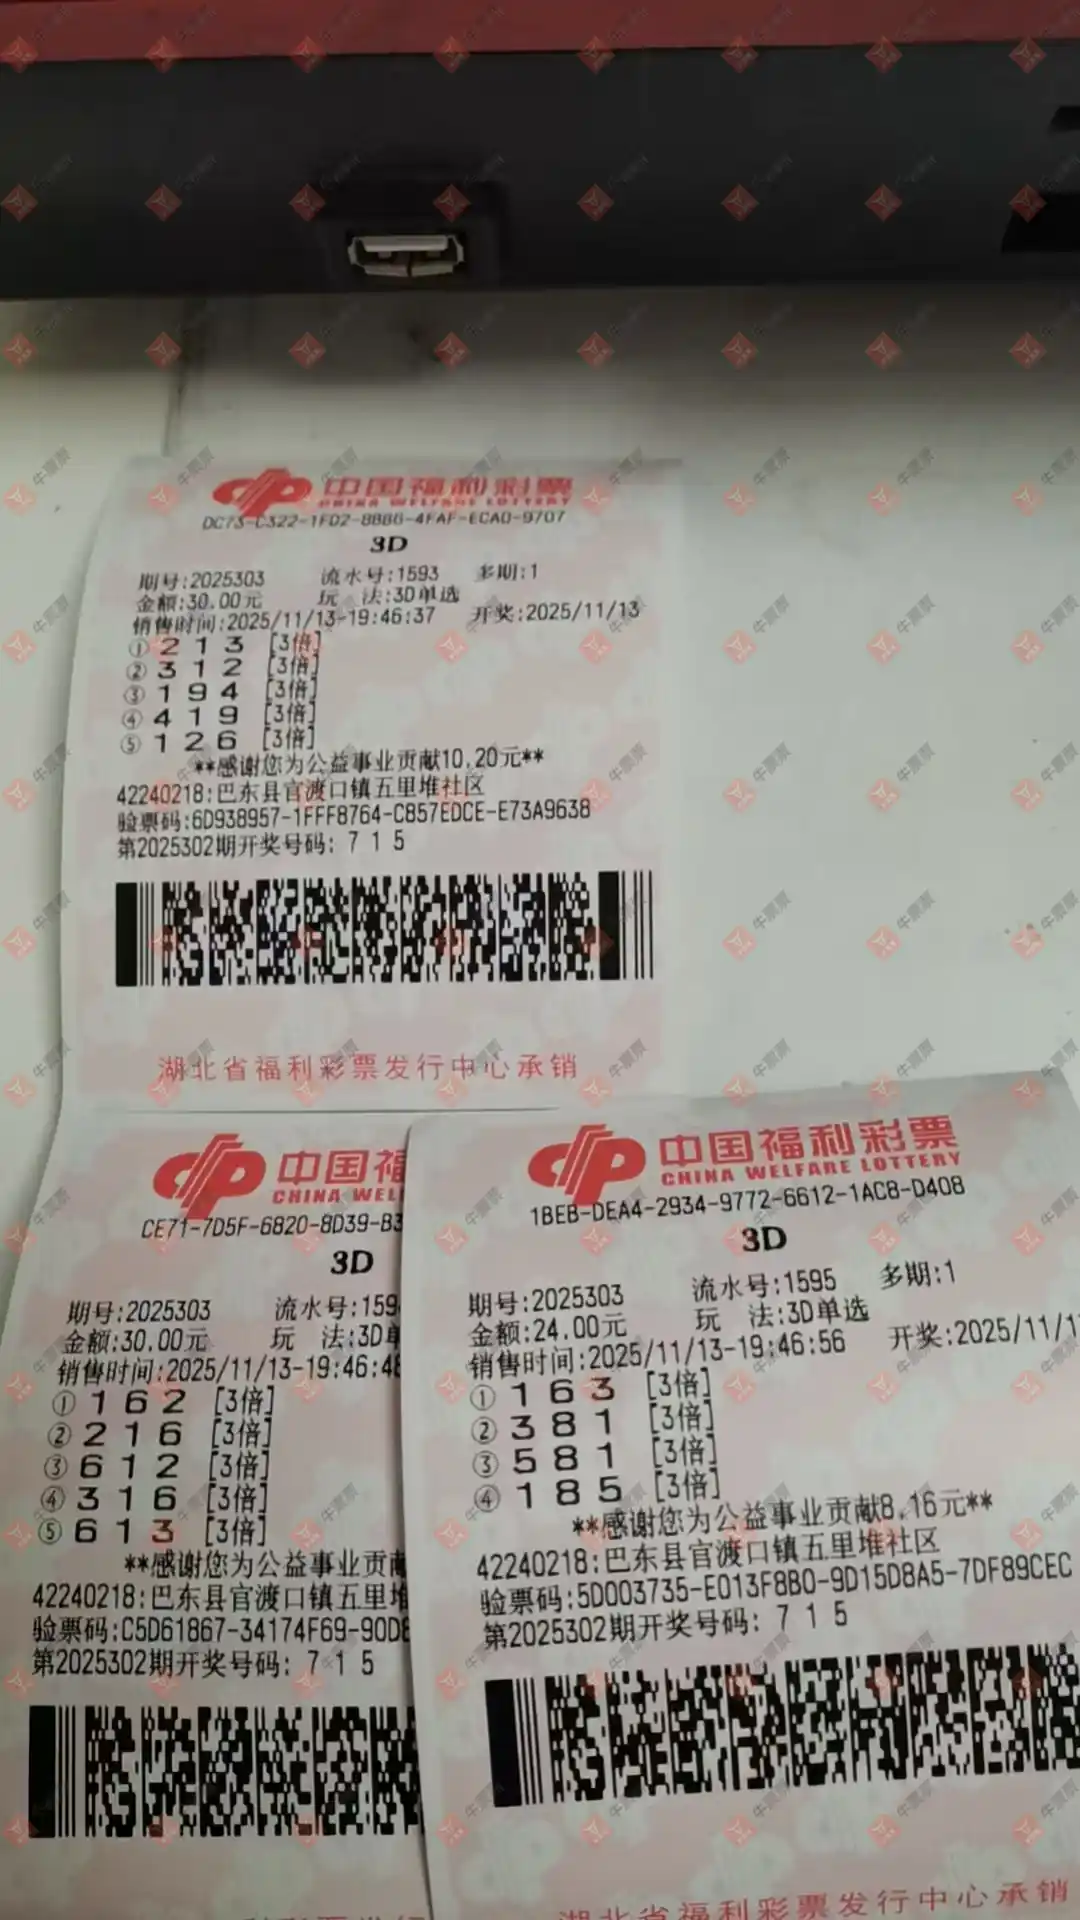 中国福利彩票
CHINA WELFARE LOTTERY
DC73-C322-1FD2-8B86-4FAF-ECA0-9707
3D
期号:2025303 流水号:1593 多期:1
金额:30.00元 玩 法:3D单选
销售时间:2025/11/13-19:46:37 开奖:2025/11/13
① 2 1 3 [3倍]
② 3 1 2 [3倍]
③ 1 9 4 [3倍]
④ 4 1 9 [3倍]
⑤ 1 2 6 [3倍]
**感谢您为公益事业贡献10.20元**
42240218:巴东县官渡口镇五里堆社区
验票码:6D938957-1FFF8764-C857EDCE-E73A9638
第2025302期开奖号码: 7 1 5
湖北省福利彩票发行中心承销
中国福
CHINA WEL
CE71-7D5F-6820-8D39-B3
3D
期号:2025303 流水号:159
金额:30.00元 玩 法:3D单
销售时间:2025/11/13-19:46:48
① 1 6 2 [3倍]
② 2 1 6 [3倍]
③ 6 1 2 [3倍]
④ 3 1 6 [3倍]
⑤ 6 1 3 [3倍]
**感谢您为公益事业贡献
42240218:巴东县官渡口镇五里堆
验票码:C5D61867-34174F69-90D8
第2025302期开奖号码: 7 1 5
中国福利彩票
CHINA WELFARE LOTTERY
1BEB-DEA4-2934-9772-6612-1AC8-D408
3D
期号:2025303 流水号:1595 多期:1
金额:24.00元 玩 法:3D单选
销售时间:2025/11/13-19:46:56 开奖:2025/11/1
① 1 6 3 [3倍]
② 3 8 1 [3倍]
③ 5 8 1 [3倍]
④ 1 8 5 [3倍]
**感谢您为公益事业贡献8.16元**
42240218:巴东县官渡口镇五里堆社区
验票码:5D003735-E013F8B0-9D15D8A5-7DF89CEC
第2025302期开奖号码: 7 1 5
湖北省福利彩票发行中心承销
牛票票